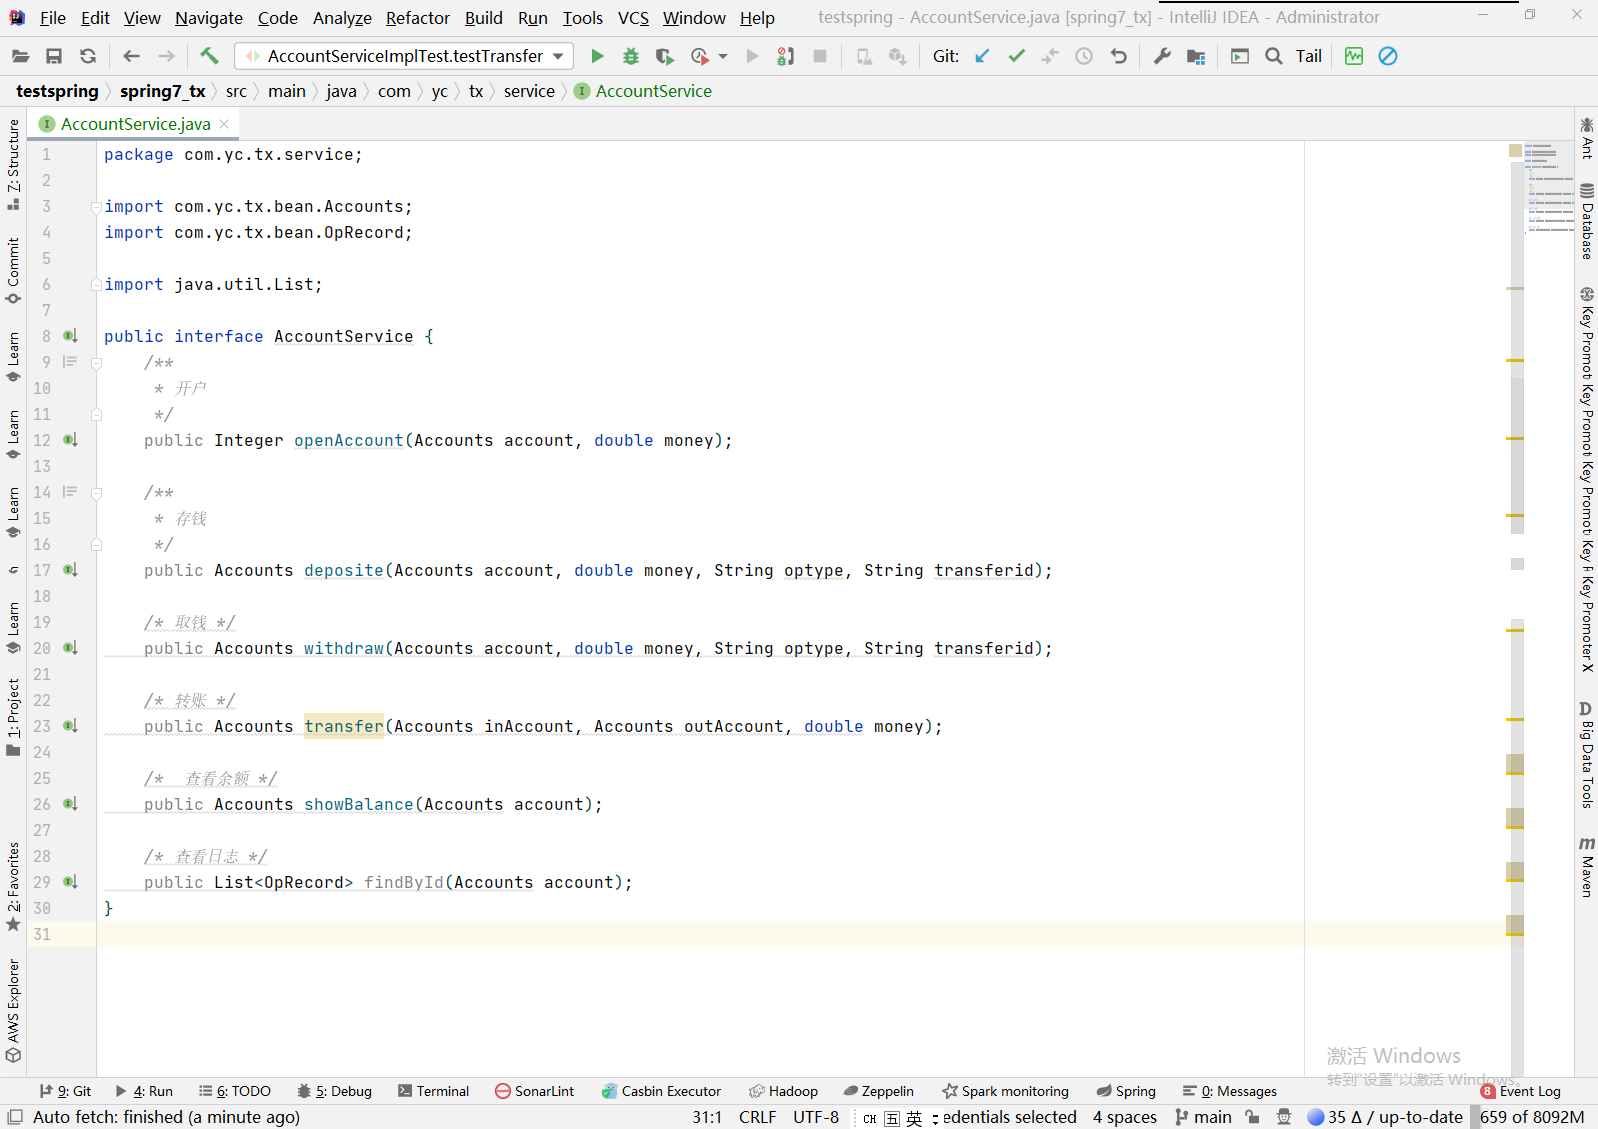 File Edit View Navigate Code Analyze Refactor Build Run Tools VCS Window Help testspring - AccountService.java [spring7_tx] - IntelliJ IDEA - Administrator
AccountServiceImplTest.testTransfer Git: Tail
testspring spring7_tx src main java com yc tx service I AccountService
I AccountService.java
1 package com.yc.tx.service;
2
3 import com.yc.tx.bean.Accounts;
4 import com.yc.tx.bean.OpRecord;
5
6 import java.util.List;
7
8 public interface AccountService {
9 /**
10 * 开户
11 */
12 public Integer openAccount(Accounts account, double money);
13
14 /**
15 * 存钱
16 */
17 public Accounts deposite(Accounts account, double money, String optype, String transferid);
18
19 /* 取钱 */
20 public Accounts withdraw(Accounts account, double money, String optype, String transferid);
21
22 /* 转账 */
23 public Accounts transfer(Accounts inAccount, Accounts outAccount, double money);
24
25 /*  查看余额 */
26 public Accounts showBalance(Accounts account);
27
28 /* 查看日志 */
29 public List<OpRecord> findById(Accounts account);
30 }
31
Z: Structure
Commit
Learn
Learn
Learn
Learn
1: Project
2: Favorites
AWS Explorer
Ant
Database
Key Promot
Key Promot
Key Promot
Key P
Key Promoter X
D Big Data Tools
m Maven
激活 Windows
转到"设置"以激活 Windows。
9: Git 4: Run 6: TODO 5: Debug Terminal SonarLint Casbin Executor Hadoop Zeppelin Spark monitoring Spring 0: Messages 8 Event Log
Auto fetch: finished (a minute ago) 31:1 CRLF UTF-8 CH 五 英 edentials selected 4 spaces main 35 Δ / up-to-date 659 of 8092M